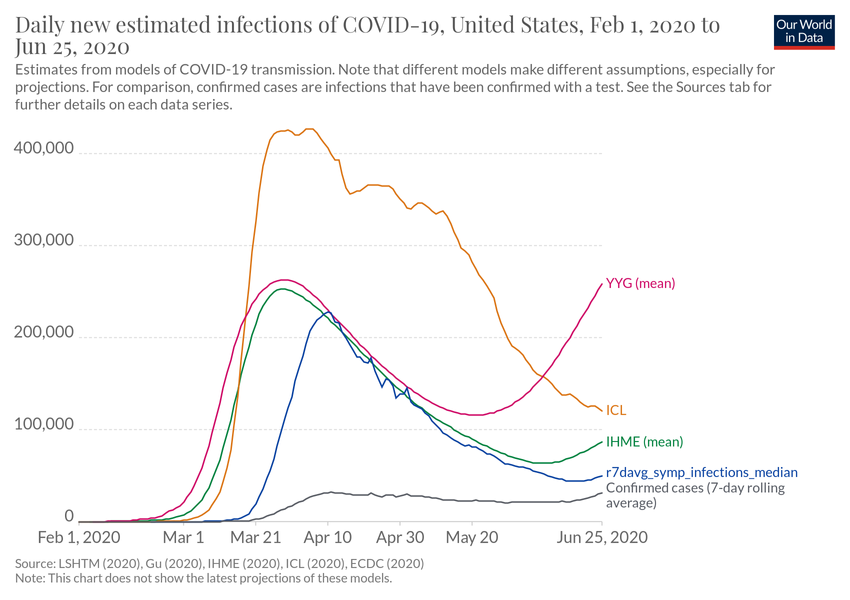 Daily new estimated infections of COVID-19, United States, Feb 1, 2020 to
Jun 25, 2020
Our World
in Data
Estimates from models of COVID-19 transmission. Note that different models make different assumptions, especially for
projections. For comparison, confirmed cases are infections that have been confirmed with a test. See the Sources tab for
further details on each data series.
400,000
300,000
200,000
100,000
0
YYG (mean)
ICL
IHME (mean)
r7davg_symp_infections_median
Confirmed cases (7-day rolling
average)
Feb 1, 2020
Mar 1
Mar 21
Apr 10
Apr 30
May 20
Jun 25, 2020
Source: LSHTM (2020), Gu (2020), IHME (2020), ICL (2020), ECDC (2020)
Note: This chart does not show the latest projections of these models.